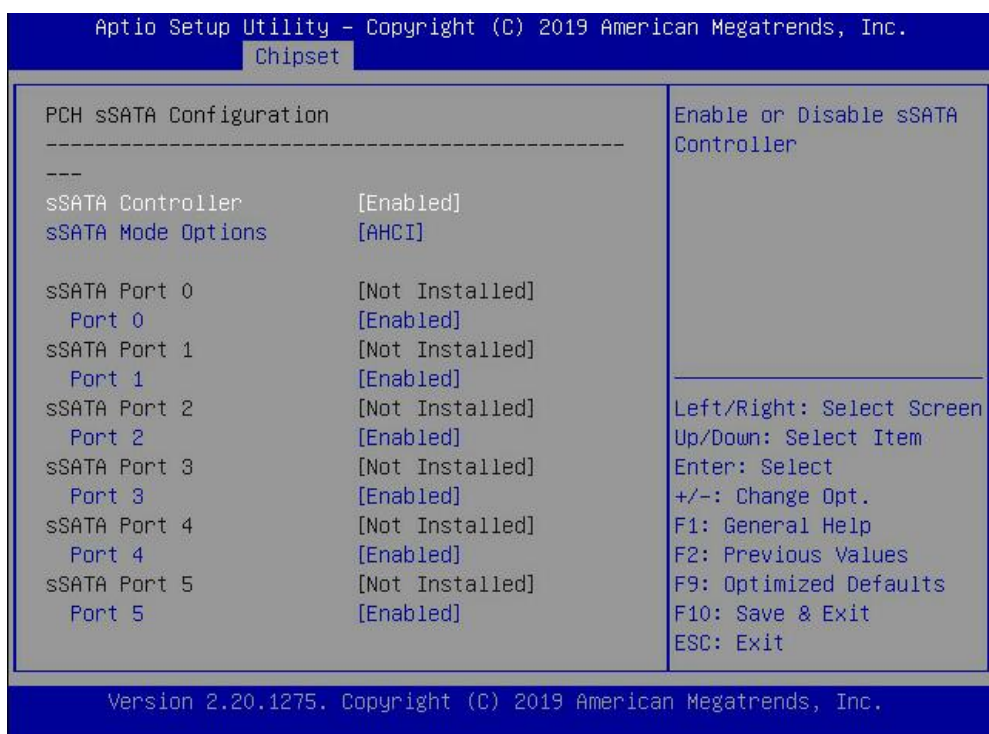 Aptio Setup Utility – Copyright (C) 2019 American Megatrends, Inc.
Chipset
PCH sSATA Configuration
-----------------------------------------------
---
sSATA Controller [Enabled]
sSATA Mode Options [AHCI]
sSATA Port 0 [Not Installed]
Port 0 [Enabled]
sSATA Port 1 [Not Installed]
Port 1 [Enabled]
sSATA Port 2 [Not Installed]
Port 2 [Enabled]
sSATA Port 3 [Not Installed]
Port 3 [Enabled]
sSATA Port 4 [Not Installed]
Port 4 [Enabled]
sSATA Port 5 [Not Installed]
Port 5 [Enabled]
Enable or Disable sSATA
Controller
Left/Right: Select Screen
Up/Down: Select Item
Enter: Select
+/-: Change Opt.
F1: General Help
F2: Previous Values
F9: Optimized Defaults
F10: Save & Exit
ESC: Exit
Version 2.20.1275. Copyright (C) 2019 American Megatrends, Inc.